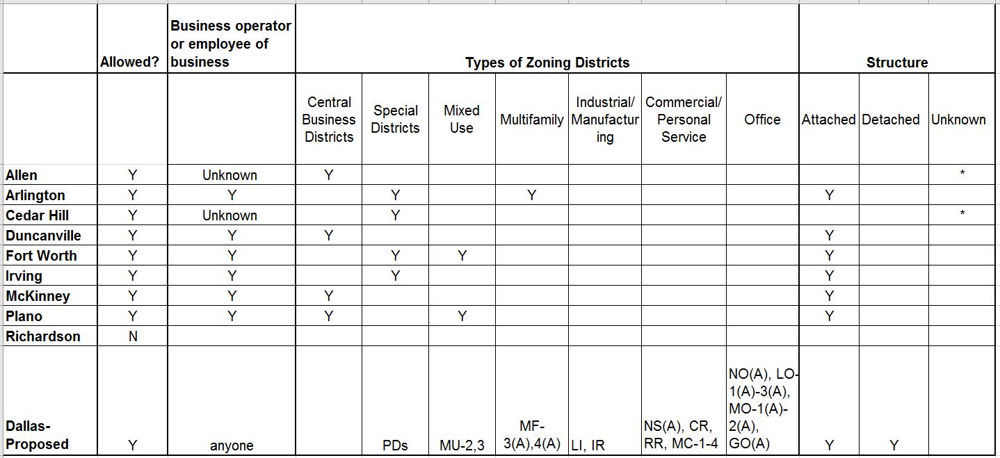 Allowed? Business operator or employee of business Types of Zoning Districts Structure
Central Business Districts Special Districts Mixed Use Multifamily Industrial/ Manufacturing Commercial/ Personal Service Office Attached Detached Unknown
Allen Y Unknown Y *
Arlington Y Y Y Y Y
Cedar Hill Y Unknown Y *
Duncanville Y Y Y Y
Fort Worth Y Y Y Y Y
Irving Y Y Y Y
McKinney Y Y Y Y
Plano Y Y Y Y Y
Richardson N
Dallas-Proposed Y anyone PDs MU-2,3 MF-3(A),4(A) LI, IR NS(A), CR, RR, MC-1-4 NO(A), LO-1(A)-3(A), MO-1(A)-2(A), GO(A) Y Y